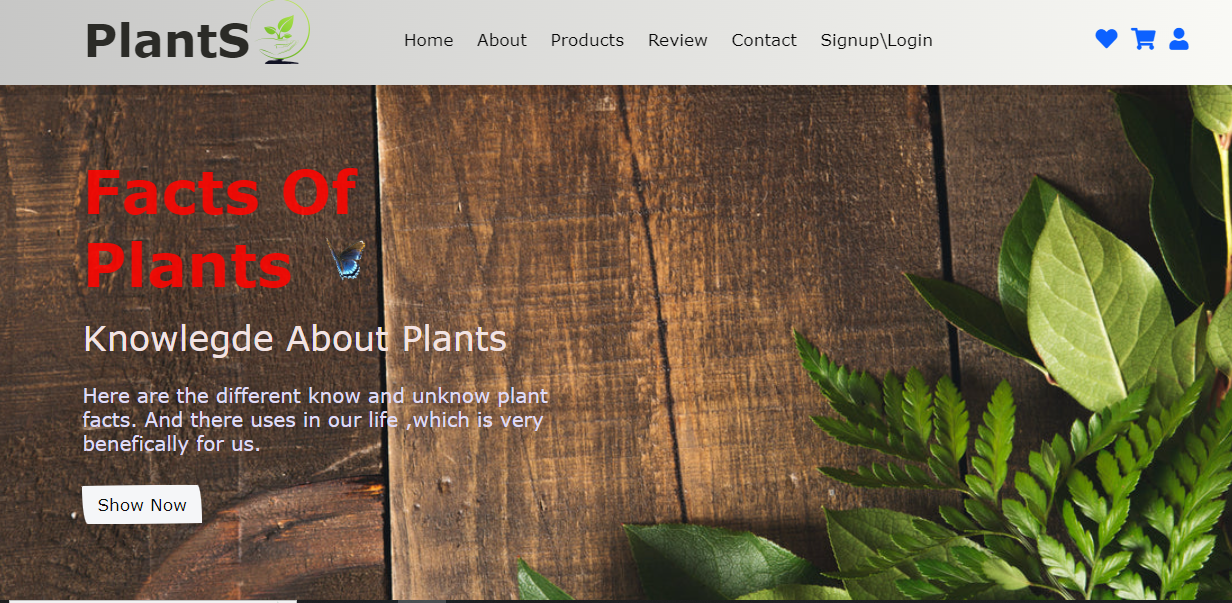 PlantS
Home About Products Review Contact Signup\Login
Facts Of
Plants
Knowlegde About Plants
Here are the different know and unknow plant
facts. And there uses in our life ,which is very
benefically for us.
Show Now